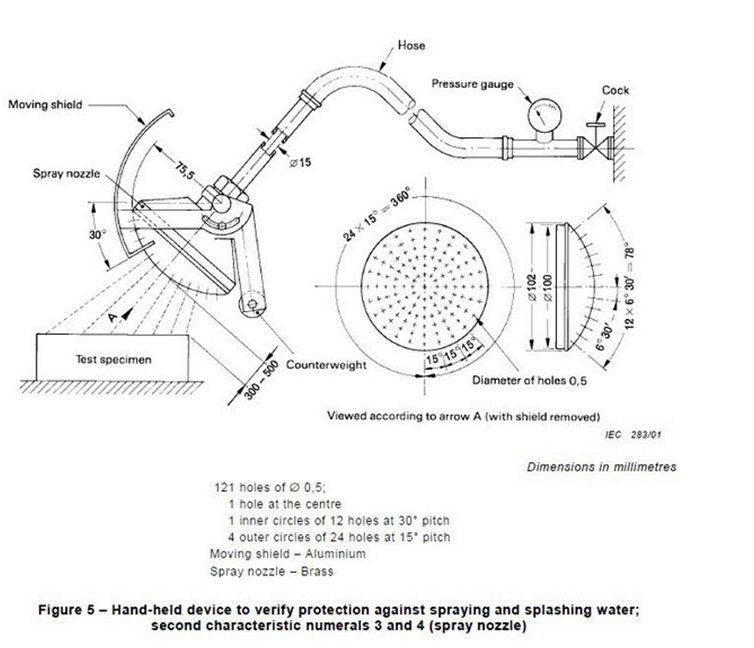 Hose
Pressure gauge
Cock
Moving shield
Spray nozzle
75,5
Ø15
30°
24 × 15° = 360°
Ø102
Ø100
12 × 6° 30' = 78°
6° 30'
A
Test specimen
300 – 500
Counterweight
15° 15° 15°
Diameter of holes 0,5
Viewed according to arrow A (with shield removed)
IEC 283/01
Dimensions in millimetres
121 holes of Ø 0,5;
1 hole at the centre
1 inner circles of 12 holes at 30° pitch
4 outer circles of 24 holes at 15° pitch
Moving shield – Aluminium
Spray nozzle – Brass
Figure 5 – Hand-held device to verify protection against spraying and splashing water;
second characteristic numerals 3 and 4 (spray nozzle)